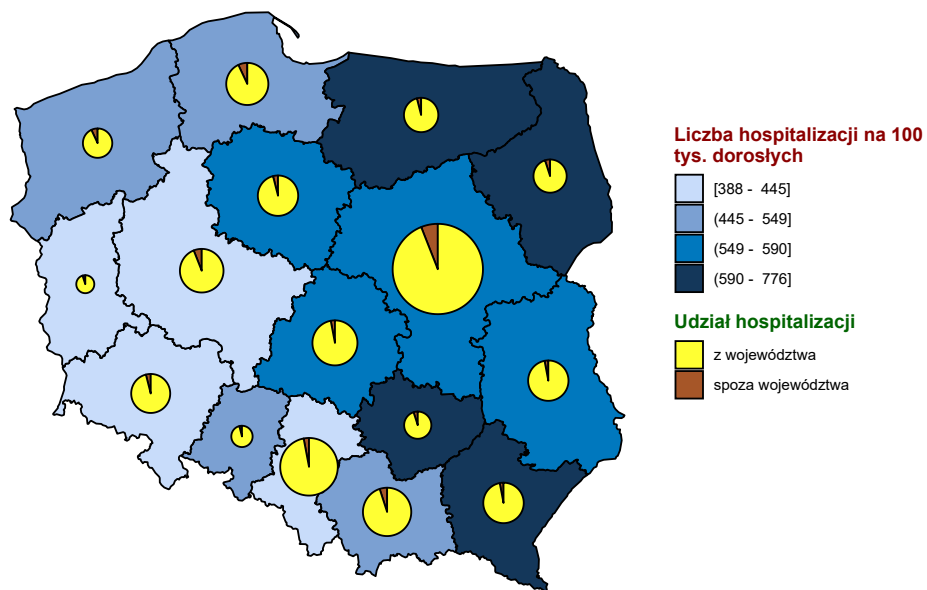 Liczba hospitalizacji na 100
tys. dorosłych
[388 - 445]
(445 - 549]
(549 - 590]
(590 - 776]
Udział hospitalizacji
z województwa
spoza województwa